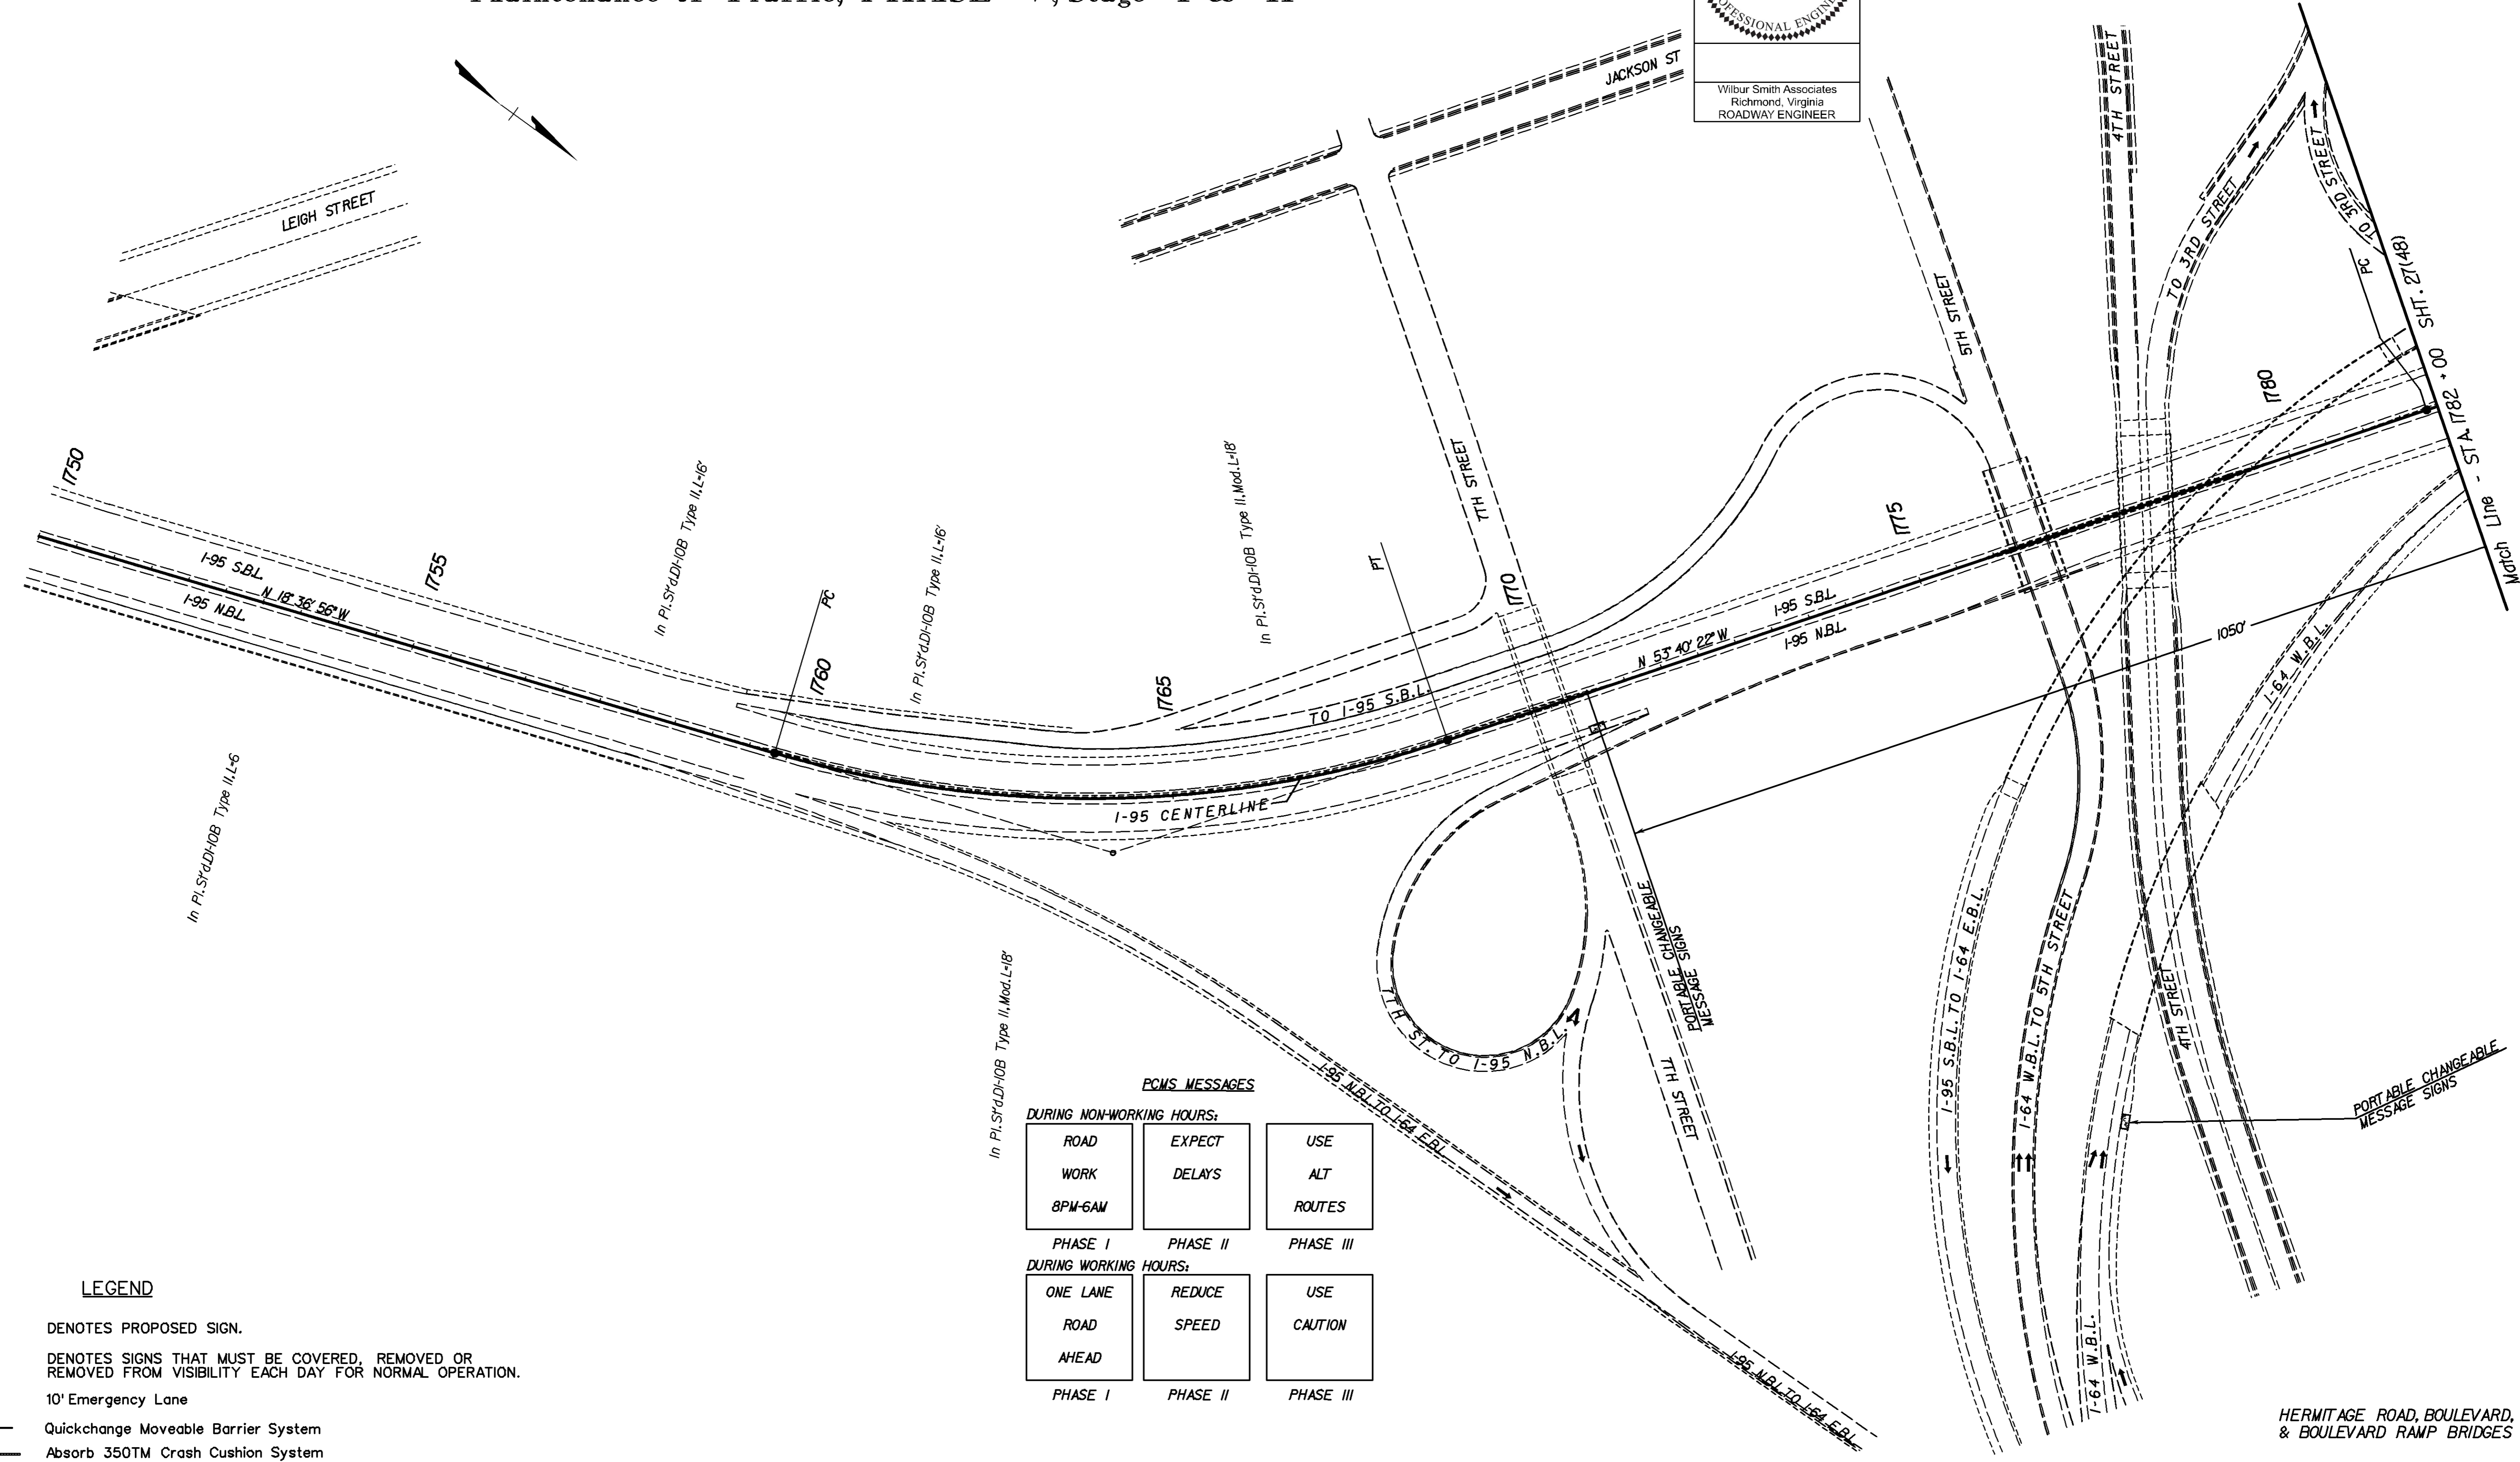 Maintenance of Traffic, PHASE V, Stage I & II
OFESSIONAL ENGINE
Wilbur Smith Associates
Richmond, Virginia
ROADWAY ENGINEER
JACKSON ST
LEIGH STREET
4TH STREET
TO 3RD STREET
TO 3RD STREET
5TH STREET
7TH STREET
PC
Match Line - STA. 1782 + 00 SHT. 27(48)
1750
1755
1760
1765
1770
1775
1780
In Pl. St'd. DI-10B Type II, L=16'
In Pl. St'd. DI-10B Type II, L=16'
In Pl. St'd. DI-10B Type II, Mod. L=18'
In Pl. St'd. DI-10B Type II, L=6
In Pl. St'd. DI-10B Type II, Mod. L=18'
PC
PT
I-95 S.B.L.
N 18° 36' 56" W
I-95 N.B.L.
TO I-95 S.B.L.
I-95 CENTERLINE
I-95 S.B.L.
N 53° 40' 22" W
I-95 N.B.L.
1050'
I-64 W.B.L.
PORTABLE CHANGEABLE
MESSAGE SIGNS
7TH ST. TO I-95 N.B.L.
7TH STREET
I-95 N.B.L. TO I-64 E.B.L.
I-95 N.B.L. TO I-64 E.B.L.
I-95 S.B.L. TO I-64 E.B.L.
I-64 W.B.L. TO 5TH STREET
4TH STREET
I-64 W.B.L.
PORTABLE CHANGEABLE
MESSAGE SIGNS
PCMS MESSAGES
DURING NON-WORKING HOURS:
ROAD
WORK
8PM-6AM
EXPECT
DELAYS
USE
ALT
ROUTES
PHASE I
PHASE II
PHASE III
DURING WORKING HOURS:
ONE LANE
ROAD
AHEAD
REDUCE
SPEED
USE
CAUTION
PHASE I
PHASE II
PHASE III
LEGEND
DENOTES PROPOSED SIGN.
DENOTES SIGNS THAT MUST BE COVERED, REMOVED OR
REMOVED FROM VISIBILITY EACH DAY FOR NORMAL OPERATION.
10' Emergency Lane
Quickchange Moveable Barrier System
Absorb 350TM Crash Cushion System
HERMITAGE ROAD, BOULEVARD,
& BOULEVARD RAMP BRIDGES